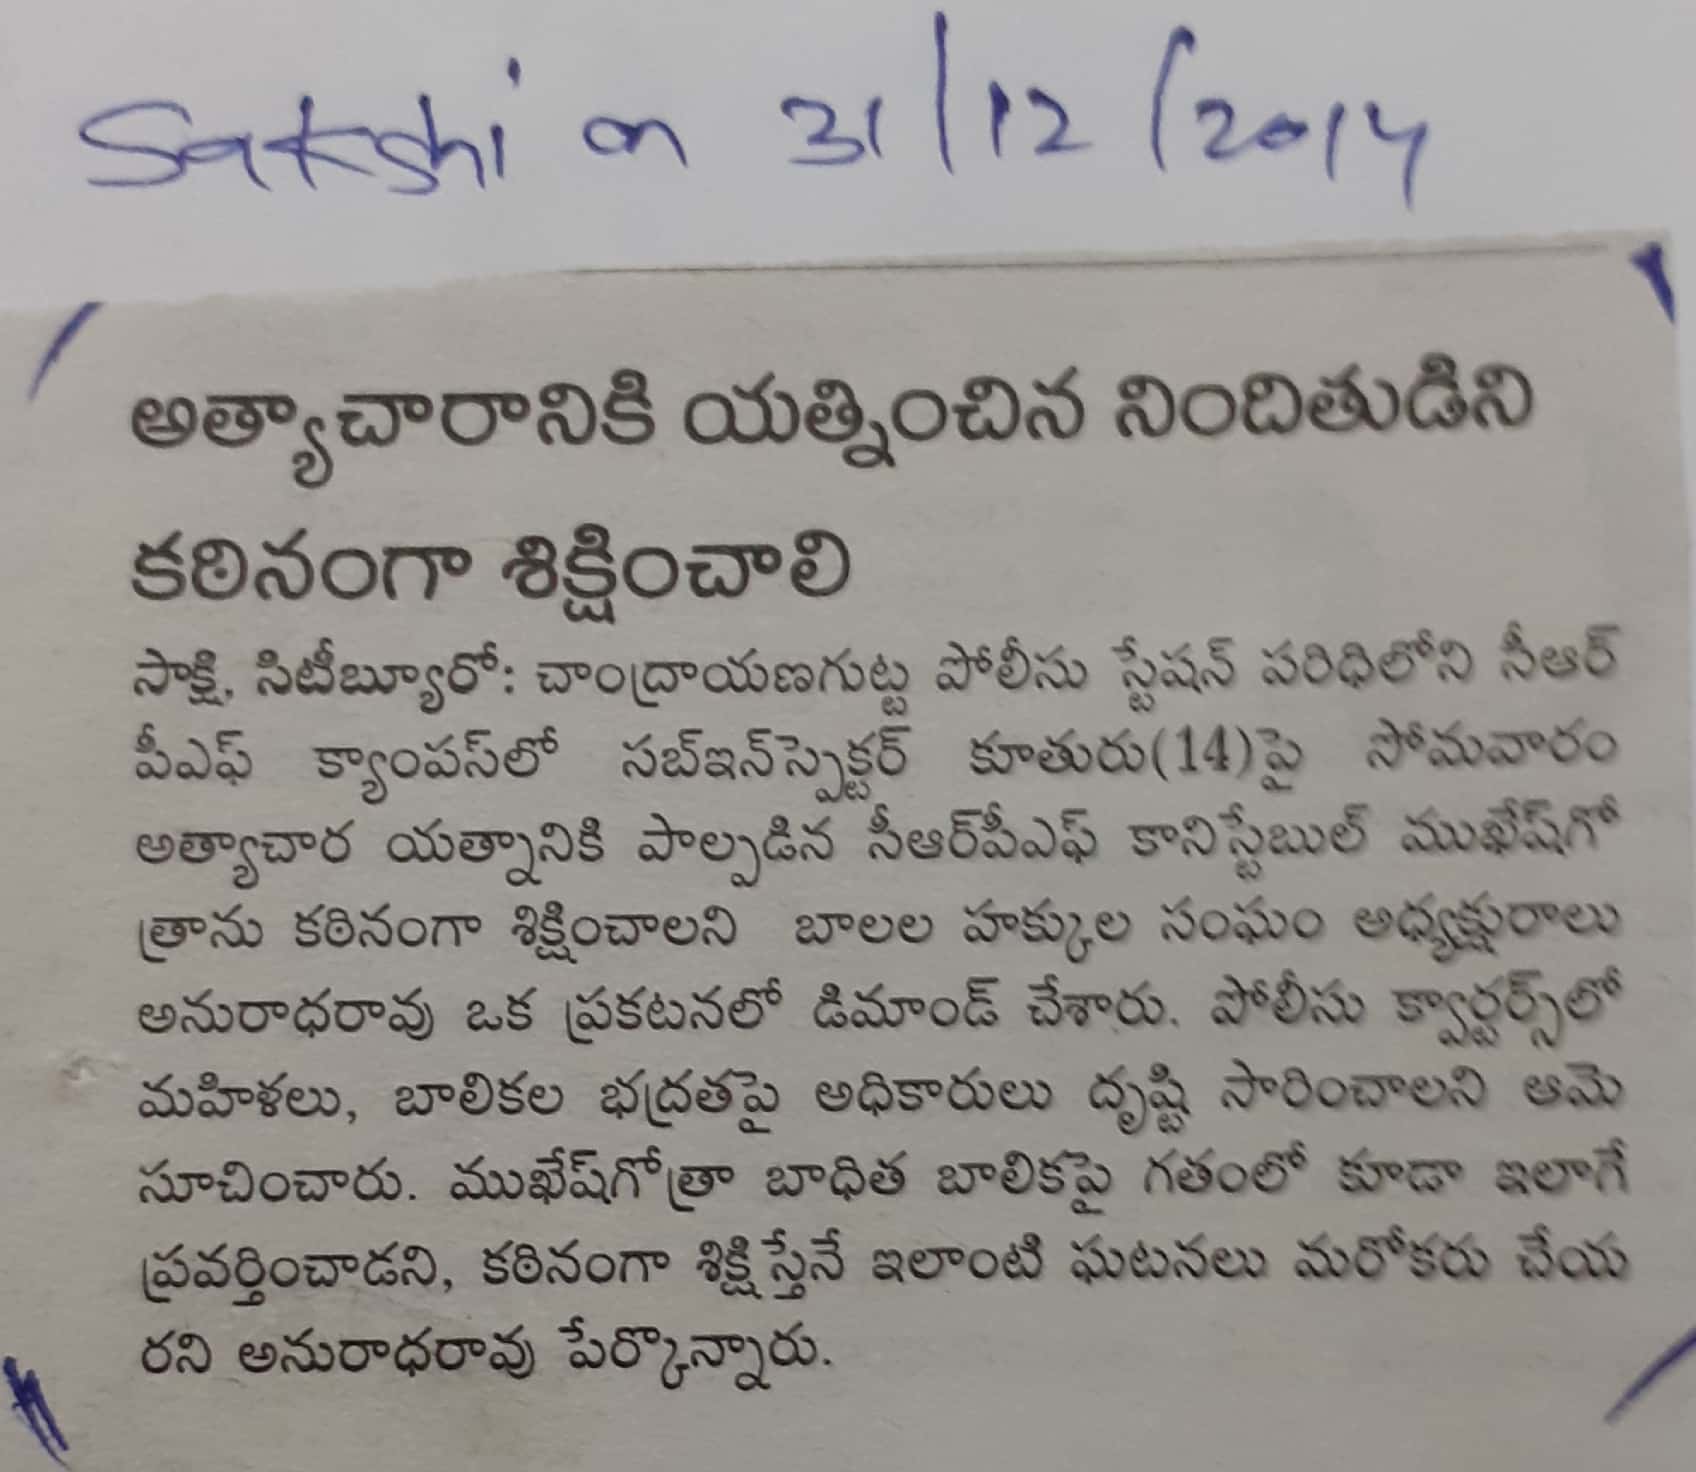 Sakshi on 31/12/2014
అత్యాచారానికి యత్నించిన నిందితుడిని
కఠినంగా శిక్షించాలి
సాక్షి, సిటీబ్యూరో: చాంద్రాయణగుట్ట పోలీసు స్టేషన్ పరిధిలోని సీఆర్
పీఎఫ్ క్యాంపస్‌లో సబ్ఇన్‌స్పెక్టర్ కూతురు(14)పై సోమవారం
అత్యాచార యత్నానికి పాల్పడిన సీఆర్‌పీఎఫ్ కానిస్టేబుల్ ముఖేష్‌గో
త్రాను కఠినంగా శిక్షించాలని బాలల హక్కుల సంఘం అధ్యక్షురాలు
అనురాధరావు ఒక ప్రకటనలో డిమాండ్ చేశారు. పోలీసు క్వార్టర్స్‌లో
మహిళలు, బాలికల భద్రతపై అధికారులు దృష్టి సారించాలని ఆమె
సూచించారు. ముఖేష్‌గోత్రా బాధిత బాలికపై గతంలో కూడా ఇలాగే
ప్రవర్తించాడని, కఠినంగా శిక్షిస్తేనే ఇలాంటి ఘటనలు మరోకరు చేయ
రని అనురాధరావు పేర్కొన్నారు.